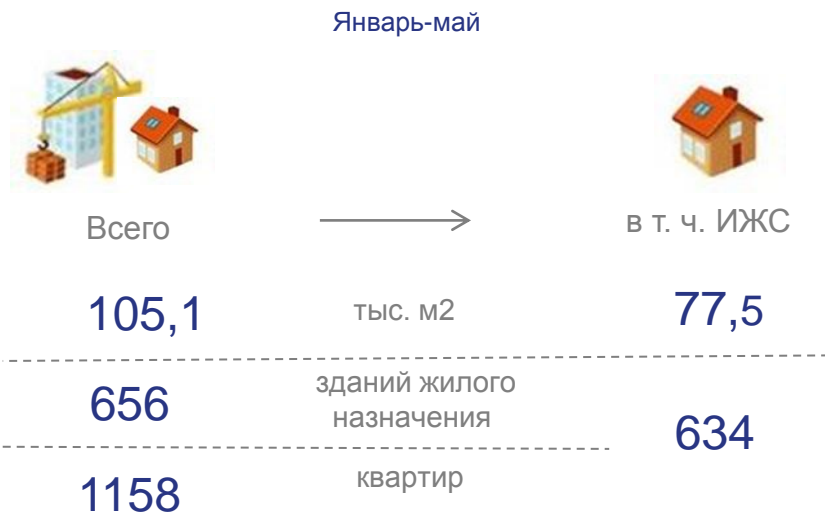 Январь-май
Всего
в т. ч. ИЖС
105,1
тыс. м2
77,5
656
зданий жилого
назначения
634
1158
квартир